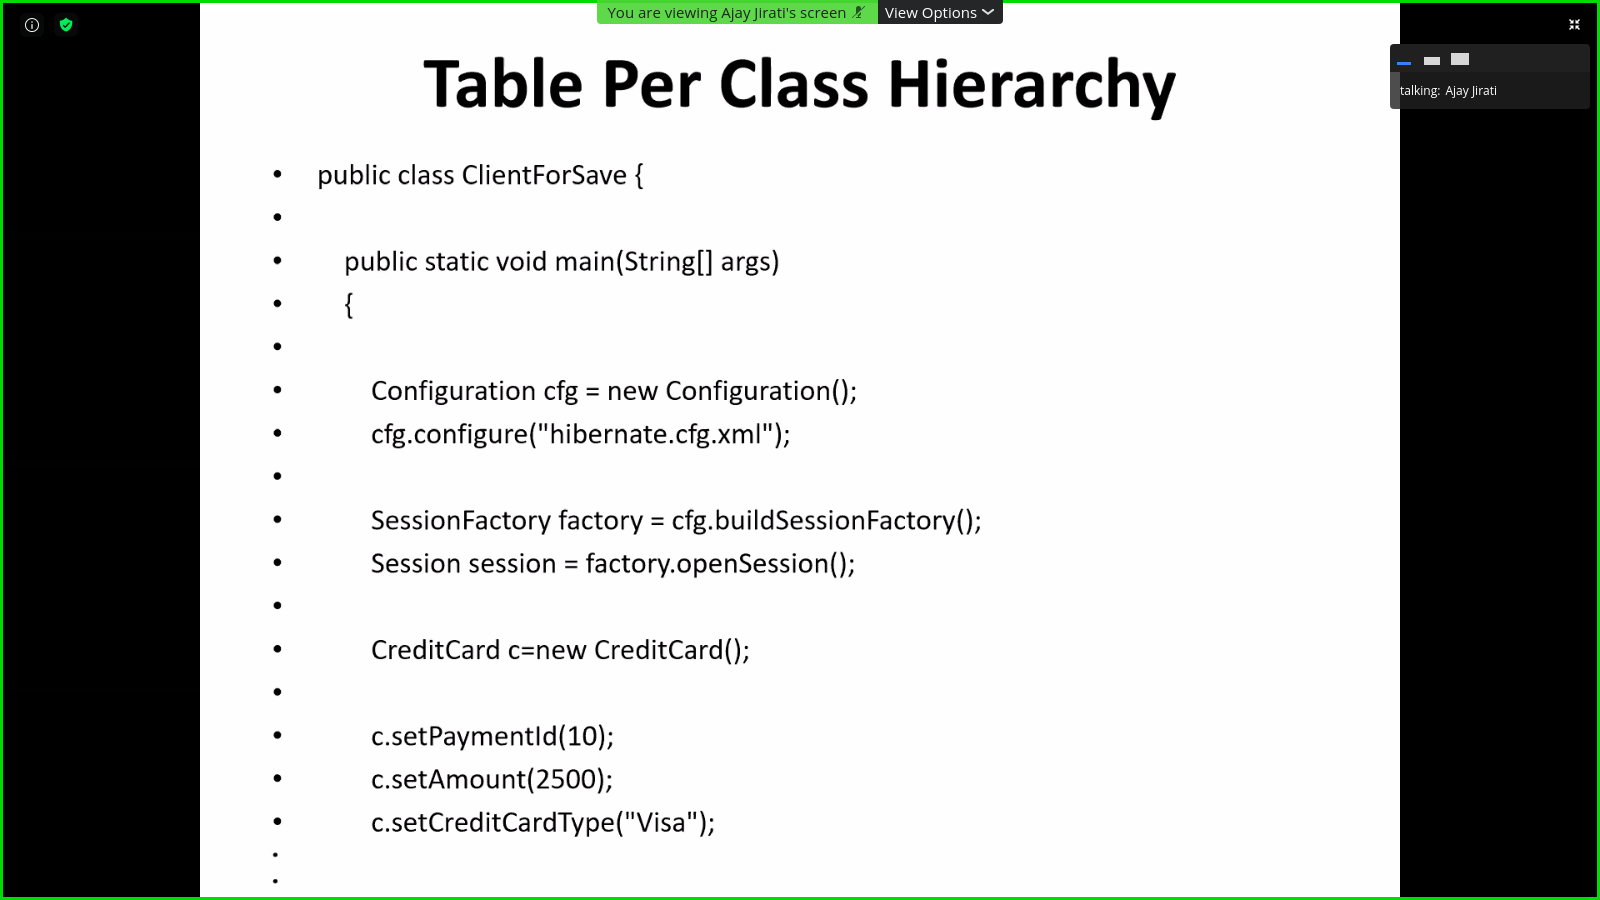 You are viewing Ajay Jirati's screen View Options
talking: Ajay Jirati
Table Per Class Hierarchy
• public class ClientForSave {
•
• public static void main(String[] args)
• {
•
• Configuration cfg = new Configuration();
• cfg.configure("hibernate.cfg.xml");
•
• SessionFactory factory = cfg.buildSessionFactory();
• Session session = factory.openSession();
•
• CreditCard c=new CreditCard();
•
• c.setPaymentId(10);
• c.setAmount(2500);
• c.setCreditCardType("Visa");
•
•